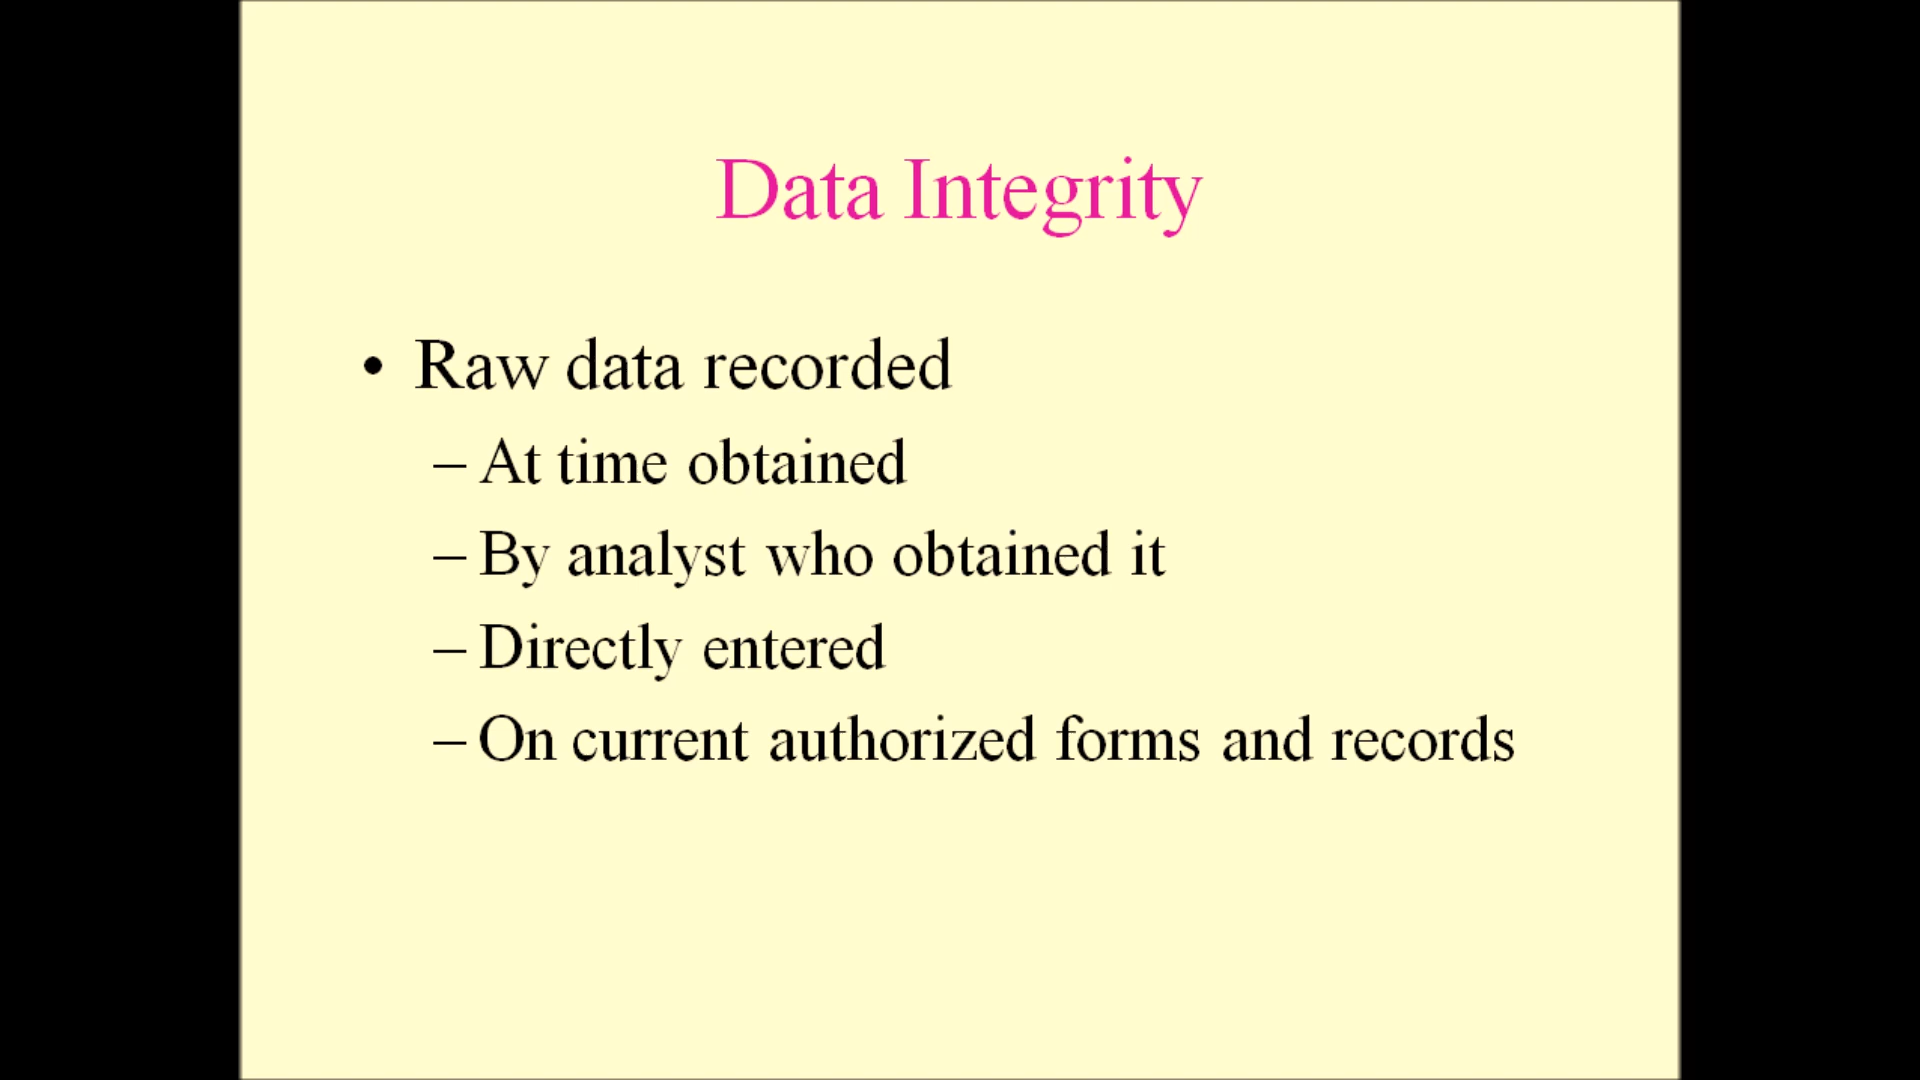 Data Integrity
• Raw data recorded
– At time obtained
– By analyst who obtained it
– Directly entered
– On current authorized forms and records